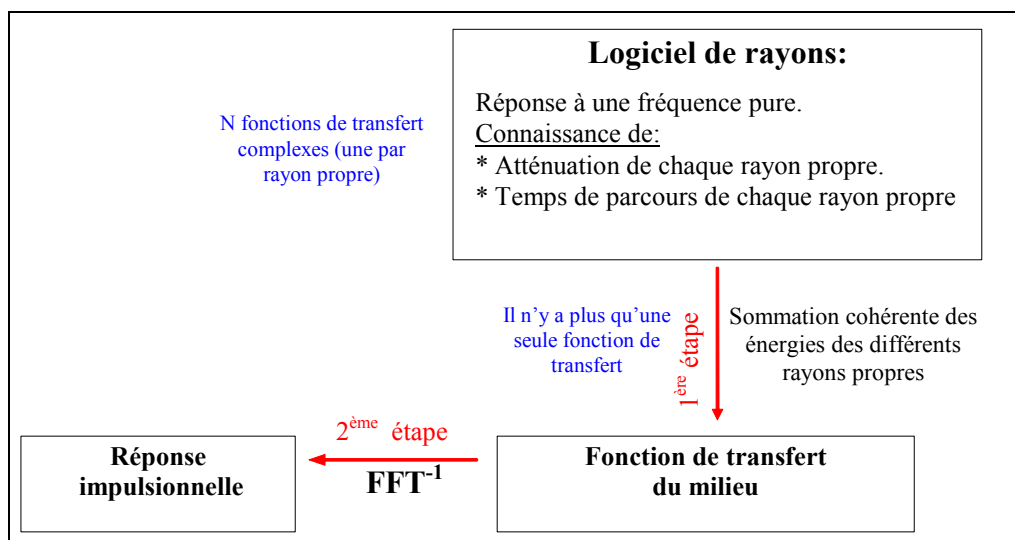 Logiciel de rayons:
Réponse à une fréquence pure.
Connaissance de:
* Atténuation de chaque rayon propre.
* Temps de parcours de chaque rayon propre
N fonctions de transfert
complexes (une par
rayon propre)
Il n’y a plus qu’une
seule fonction de
transfert
1ère étape
Sommation cohérente des
énergies des différents
rayons propres
2ème étape
FFT-1
Réponse
impulsionnelle
Fonction de transfert
du milieu